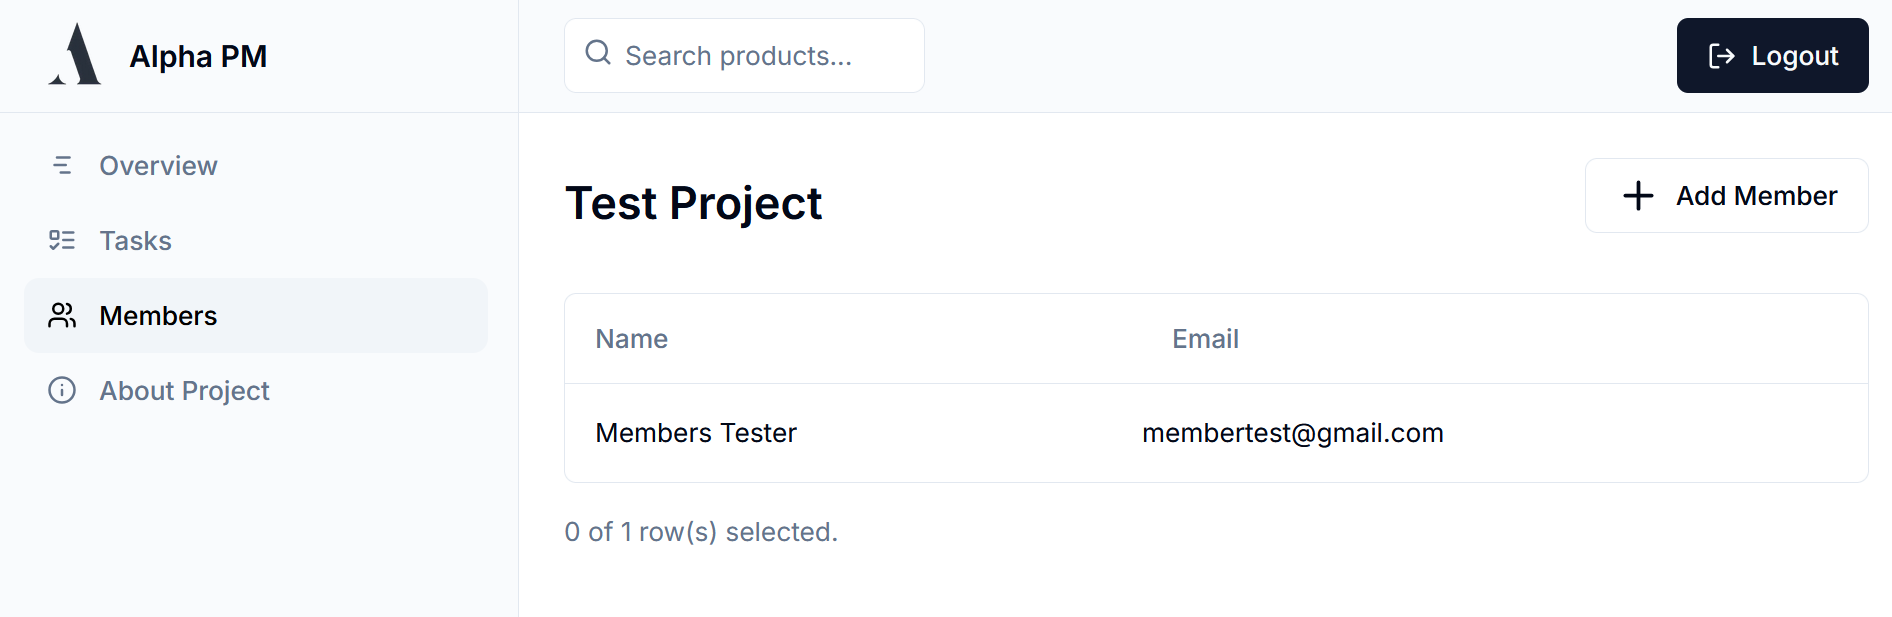 Alpha PM
Search products...
Logout
Overview
Tasks
Members
About Project
Test Project
Add Member
Name Email
Members Tester membertest@gmail.com
0 of 1 row(s) selected.